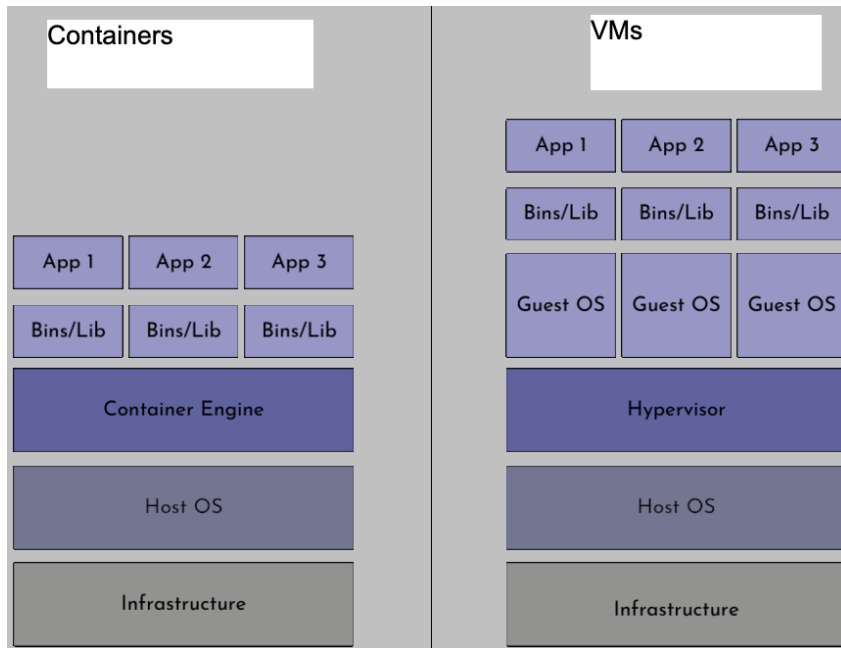 Containers
App 1 App 2 App 3
Bins/Lib Bins/Lib Bins/Lib
Container Engine
Host OS
Infrastructure
VMs
App 1 App 2 App 3
Bins/Lib Bins/Lib Bins/Lib
Guest OS Guest OS Guest OS
Hypervisor
Host OS
Infrastructure